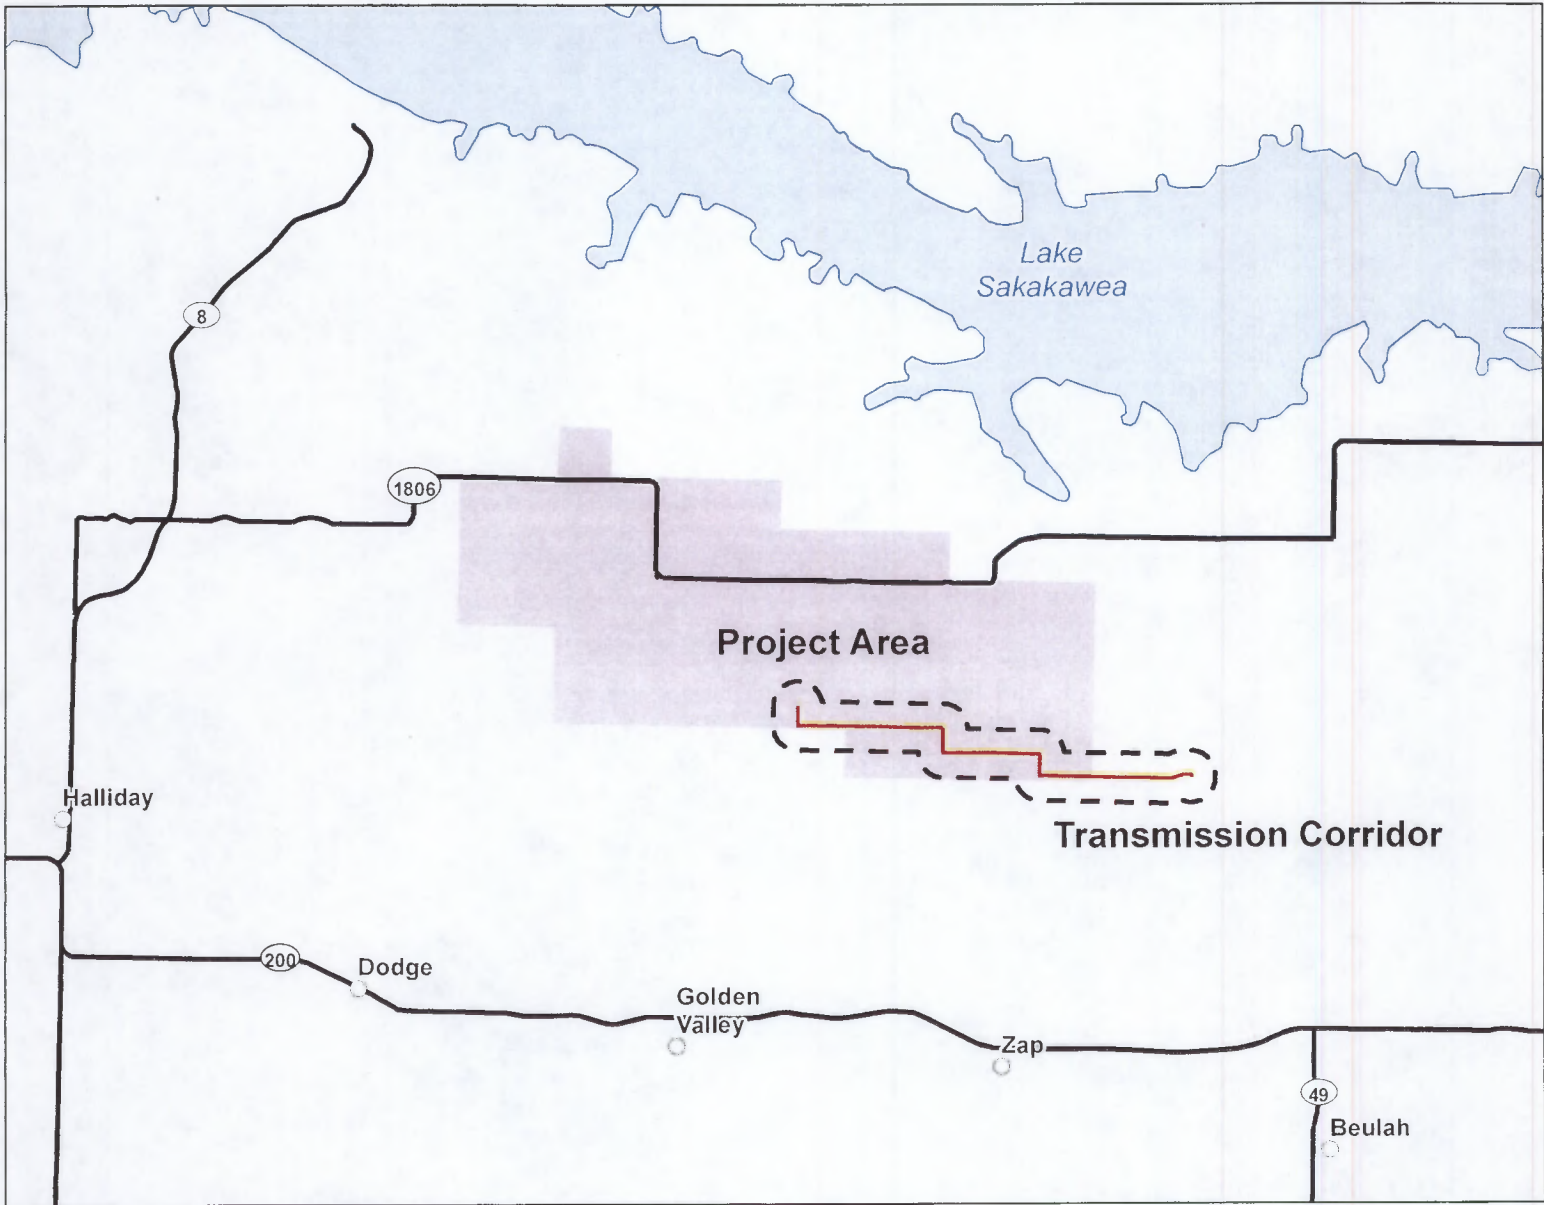 Lake
Sakakawea
8
1806
Project Area
Halliday
Transmission Corridor
200
Dodge
Golden
Valley
Zap
49
Beulah